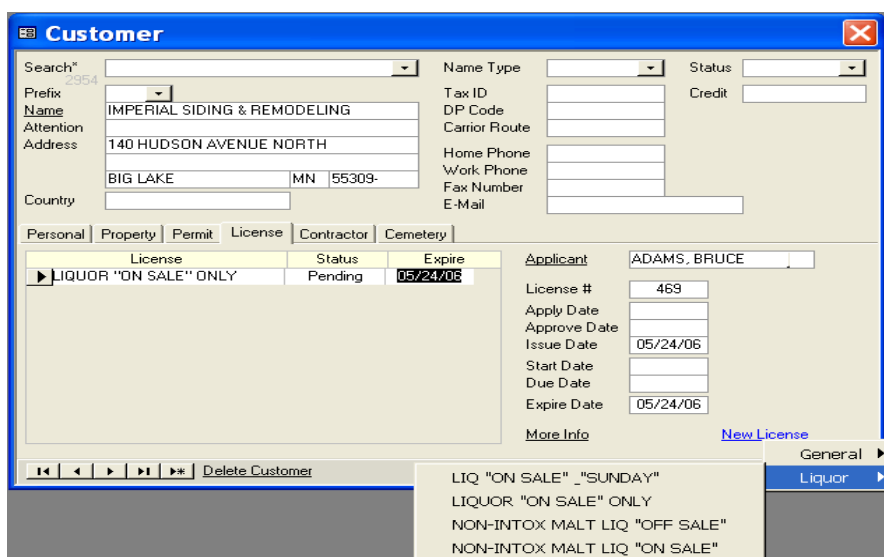 Customer
Search* Name Type Status
2954
Prefix Tax ID Credit
Name IMPERIAL SIDING & REMODELING DP Code
Attention Carrior Route
Address 140 HUDSON AVENUE NORTH
Home Phone
BIG LAKE MN 55309- Work Phone
Fax Number
Country E-Mail
Personal Property Permit License Contractor Cemetery
License Status Expire Applicant ADAMS, BRUCE
LIQUOR "ON SALE" ONLY Pending 05/24/06
License # 469
Apply Date
Approve Date
Issue Date 05/24/06
Start Date
Due Date
Expire Date 05/24/06
More Info New License
General
Delete Customer
LIQ "ON SALE" _"SUNDAY" Liquor
LIQUOR "ON SALE" ONLY
NON-INTOX MALT LIQ "OFF SALE"
NON-INTOX MALT LIQ "ON SALE"